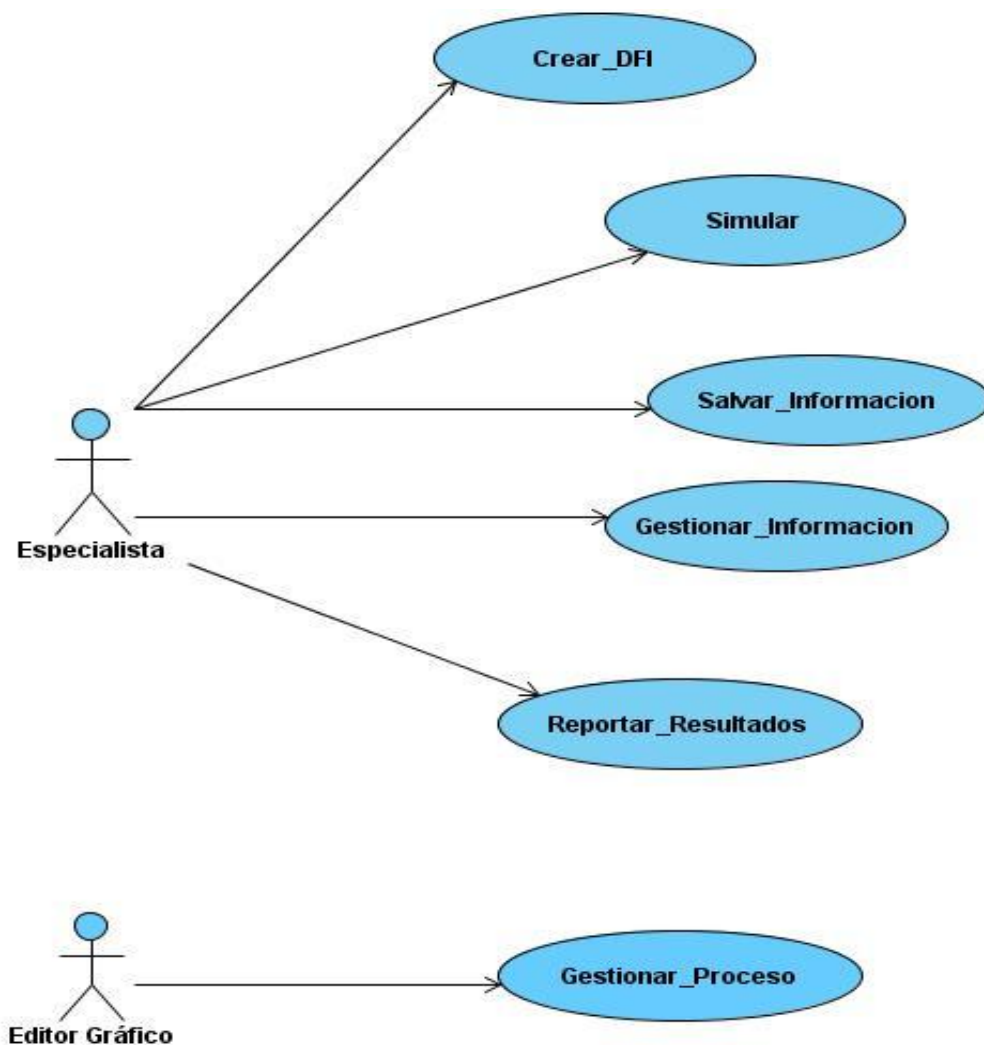 Crear_DFI
Simular
Salvar_Informacion
Gestionar_Informacion
Especialista
Reportar_Resultados
Gestionar_Proceso
Editor Gráfico